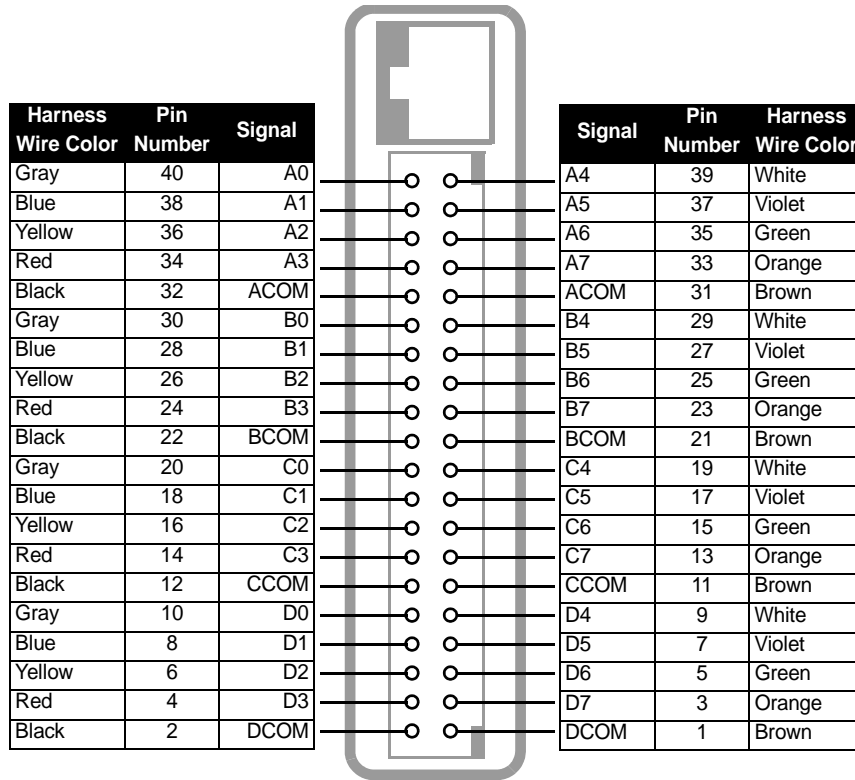 Harness Wire Color Pin Number Signal
Gray 40 A0
Blue 38 A1
Yellow 36 A2
Red 34 A3
Black 32 ACOM
Gray 30 B0
Blue 28 B1
Yellow 26 B2
Red 24 B3
Black 22 BCOM
Gray 20 C0
Blue 18 C1
Yellow 16 C2
Red 14 C3
Black 12 CCOM
Gray 10 D0
Blue 8 D1
Yellow 6 D2
Red 4 D3
Black 2 DCOM
Signal Pin Number Harness Wire Color
A4 39 White
A5 37 Violet
A6 35 Green
A7 33 Orange
ACOM 31 Brown
B4 29 White
B5 27 Violet
B6 25 Green
B7 23 Orange
BCOM 21 Brown
C4 19 White
C5 17 Violet
C6 15 Green
C7 13 Orange
CCOM 11 Brown
D4 9 White
D5 7 Violet
D6 5 Green
D7 3 Orange
DCOM 1 Brown